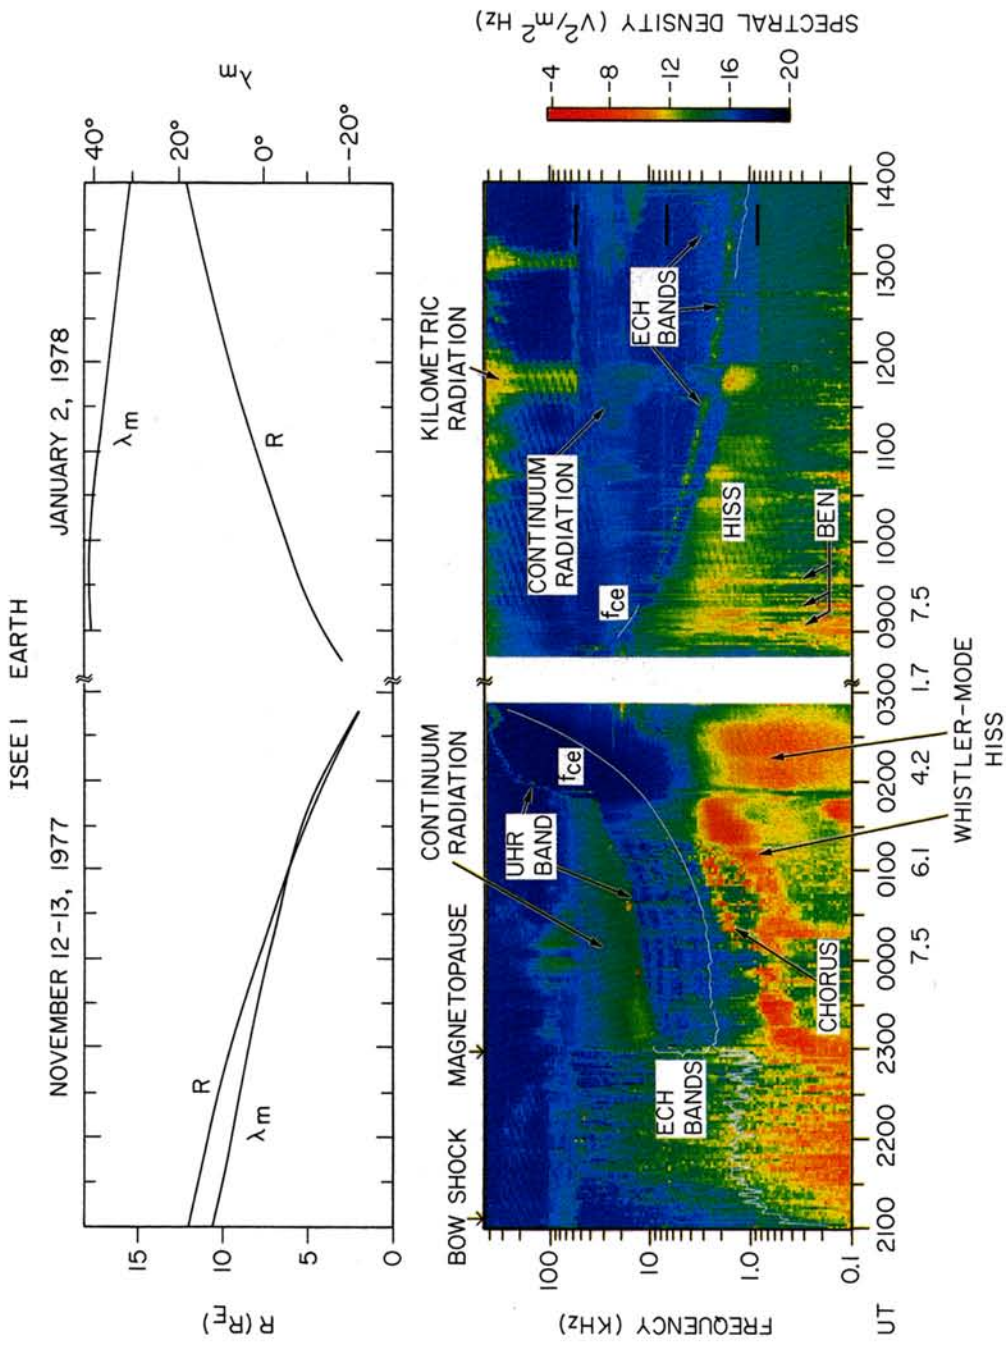 ISEE 1 EARTH
NOVEMBER 12-13, 1977
JANUARY 2, 1978
R (RE)
15
10
5
0
R
λm
λm
R
λm
40°
20°
0°
-20°
BOW SHOCK
MAGNETOPAUSE
CONTINUUM
RADIATION
KILOMETRIC
RADIATION
FREQUENCY (KHz)
100
10
1.0
0.1
UHR
BAND
fce
ECH
BANDS
CHORUS
fce
CONTINUUM
RADIATION
ECH
BANDS
HISS
BEN
SPECTRAL DENSITY (V²/m² Hz)
-4
-8
-12
-16
-20
UT
2100 2200 2300 0000 0100 0200 0300 0900 1000 1100 1200 1300 1400
7.5 6.1 4.2 1.7 7.5
WHISTLER-MODE
HISS